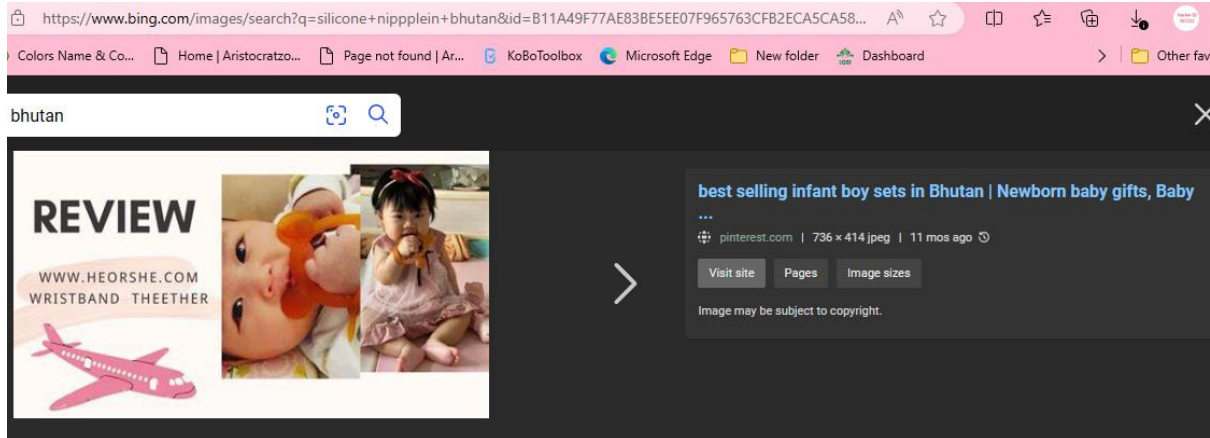 https://www.bing.com/images/search?q=silicone+nippplein+bhutan&id=B11A49F77AE83BE5EE07F965763CFB2ECA5CA58...
Colors Name & Co...
Home | Aristocratzo...
Page not found | Ar...
KoBoToolbox
Microsoft Edge
New folder
IOM
Dashboard
Other fav
bhutan
REVIEW
WWW.HEORSHE.COM
WRISTBAND THEETHER
best selling infant boy sets in Bhutan | Newborn baby gifts, Baby
...
pinterest.com | 736 × 414 jpeg | 11 mos ago
Visit site
Pages
Image sizes
Image may be subject to copyright.